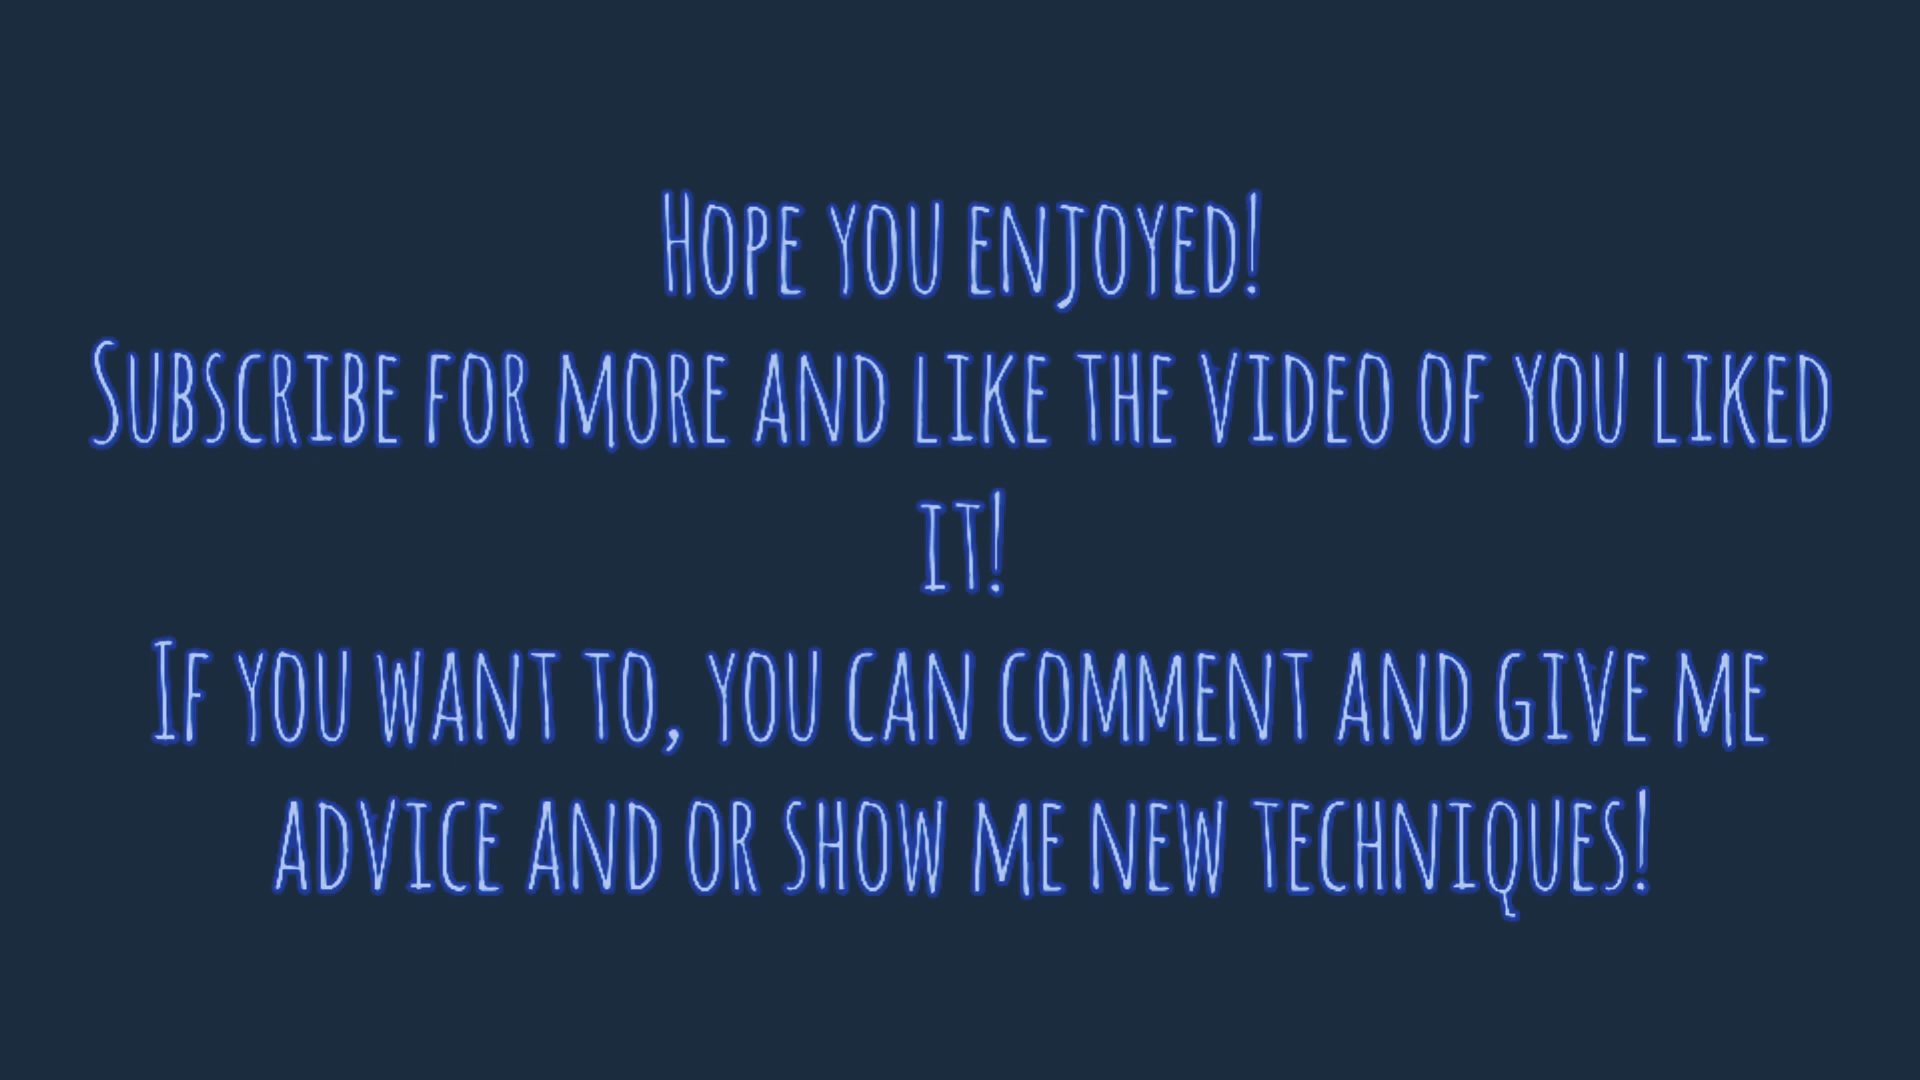 Hope you enjoyed!
Subscribe for more and like the video of you liked
it!
If you want to, you can comment and give me
advice and or show me new techniques!